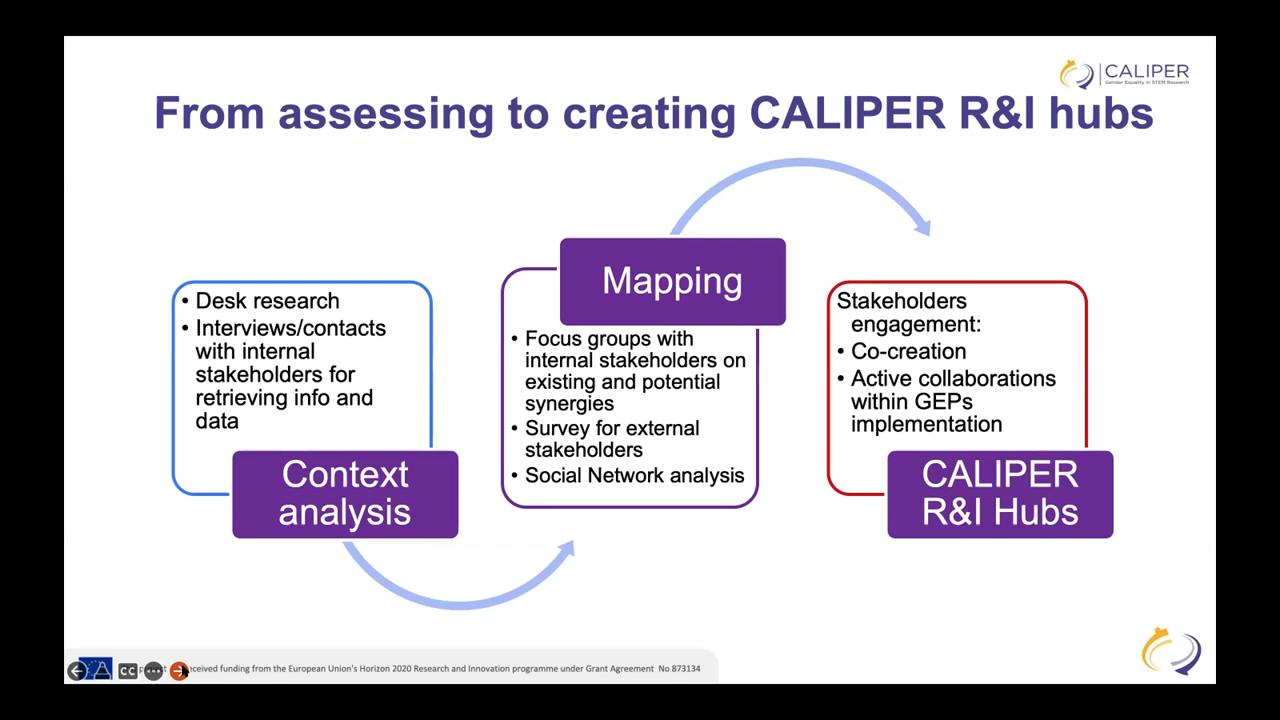 CALIPER
Gender Equality in STEM Research
From assessing to creating CALIPER R&I hubs
• Desk research
• Interviews/contacts
with internal
stakeholders for
retrieving info and
data
Context
analysis
Mapping
• Focus groups with
internal stakeholders on
existing and potential
synergies
• Survey for external
stakeholders
• Social Network analysis
Stakeholders
engagement:
• Co-creation
• Active collaborations
within GEPs
implementation
CALIPER
R&I Hubs
CC
funding from the European Union's Horizon 2020 Research and Innovation programme under Grant Agreement No 873134